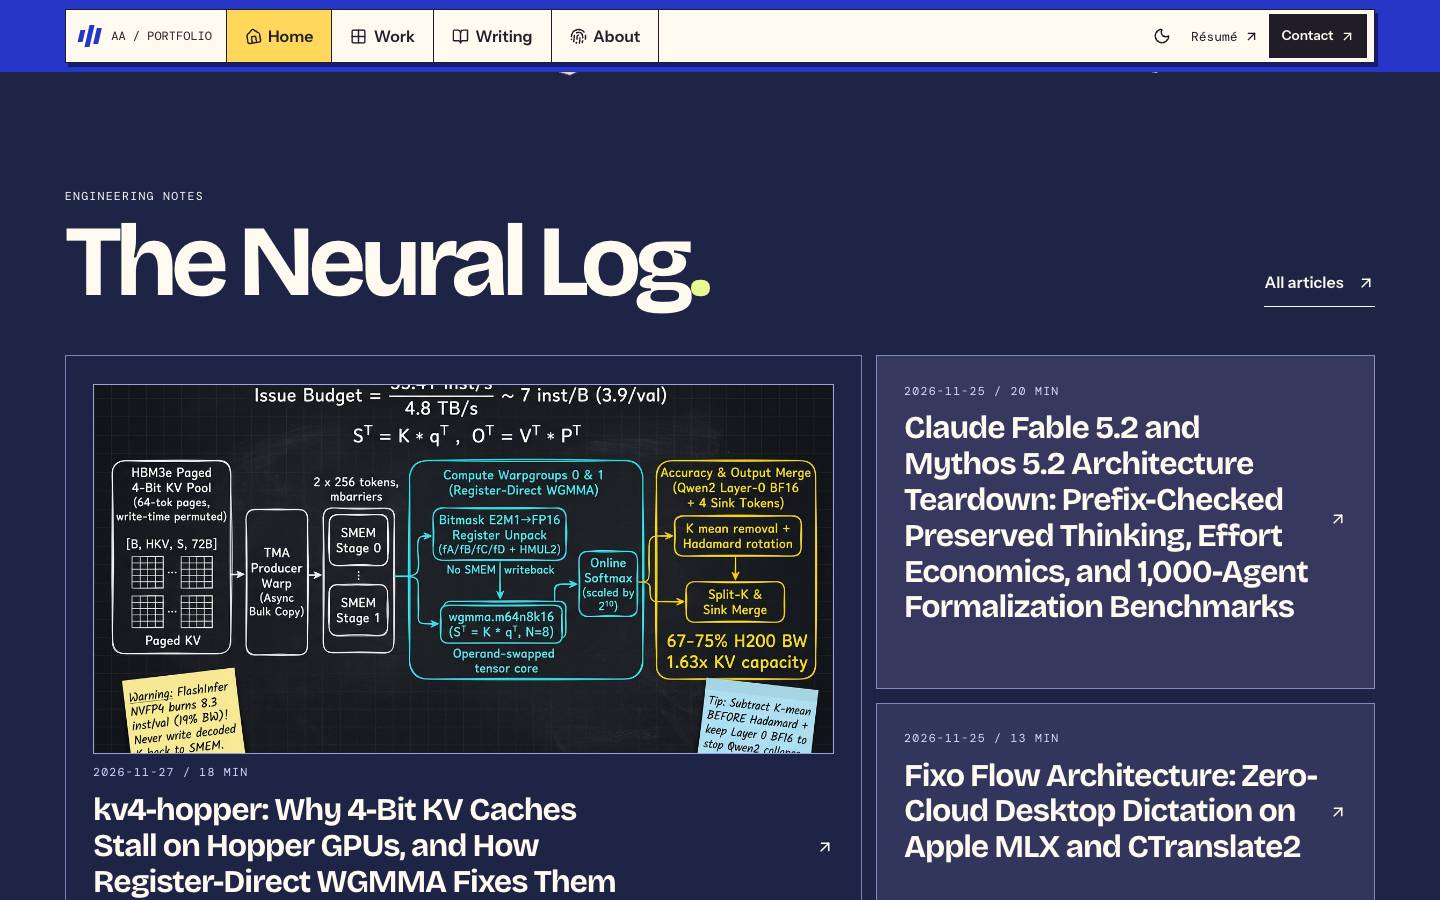 AA / PORTFOLIO
Home
Work
Writing
About
Résumé
Contact
ENGINEERING NOTES
The Neural Log.
All articles
Issue Budget =
4.8 TB/s
~ 7 inst/B (3.9/val)
Sᵀ = K * qᵀ , Oᵀ = Vᵀ * Pᵀ
HBM3e Paged
4-Bit KV Pool
(64-tok pages,
write-time permuted)
[B, HKV, S, 72B]
...
...
Paged KV
TMA
Producer
Warp
(Async
Bulk Copy)
2 x 256 tokens,
mbarriers
SMEM
Stage 0
⋮
SMEM
Stage 1
Compute Warpgroups 0 & 1
(Register-Direct WGMMA)
Bitmask E2M1→FP16
Register Unpack
(fA/fB/fC/fD + HMUL2)
No SMEM writeback
wgmma.m64n8k16
(Sᵀ = K * qᵀ, N=8)
Operand-swapped
tensor core
Online
Softmax
(scaled by
2¹⁰)
Accuracy & Output Merge
(Qwen2 Layer-0 BF16
+ 4 Sink Tokens)
K mean removal +
Hadamard rotation
Split-K &
Sink Merge
67-75% H200 BW
1.63x KV capacity
Warning: FlashInfer
NVFP4 burns 8.3
inst/val (19% BW)!
Never write decoded
K back to SMEM.
Tip: Subtract K-mean
BEFORE Hadamard +
keep Layer 0 BF16 to
stop Qwen2
2026-11-27 / 18 MIN
kv4-hopper: Why 4-Bit KV Caches
Stall on Hopper GPUs, and How
Register-Direct WGMMA Fixes Them
2026-11-25 / 20 MIN
Claude Fable 5.2 and
Mythos 5.2 Architecture
Teardown: Prefix-Checked
Preserved Thinking, Effort
Economics, and 1,000-Agent
Formalization Benchmarks
2026-11-25 / 13 MIN
Fixo Flow Architecture: Zero-
Cloud Desktop Dictation on
Apple MLX and CTranslate2